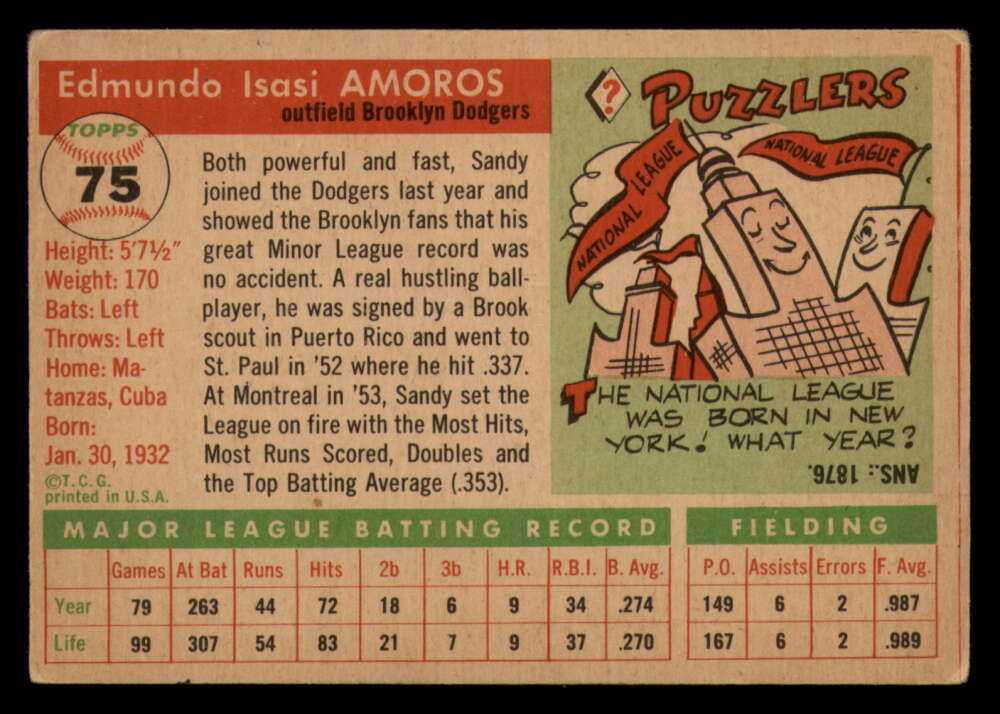 Edmundo Isasi AMOROS
outfield Brooklyn Dodgers
TOPPS
75
Height: 5'7½"
Weight: 170
Bats: Left
Throws: Left
Home: Ma-
tanzas, Cuba
Born:
Jan. 30, 1932
©T.C.G.
printed in U.S.A.
Both powerful and fast, Sandy
joined the Dodgers last year and
showed the Brooklyn fans that his
great Minor League record was
no accident. A real hustling ball-
player, he was signed by a Brook
scout in Puerto Rico and went to
St. Paul in '52 where he hit .337.
At Montreal in '53, Sandy set the
League on fire with the Most Hits,
Most Runs Scored, Doubles and
the Top Batting Average (.353).
?
PUZZLERS
NATIONAL LEAGUE
NATIONAL LEAGUE
THE NATIONAL LEAGUE
WAS BORN IN NEW
YORK! WHAT YEAR?
ANS.: 1876.
MAJOR LEAGUE BATTING RECORD
Games At Bat Runs Hits 2b 3b H.R. R.B.I. B. Avg.
Year 79 263 44 72 18 6 9 34 .274
Life 99 307 54 83 21 7 9 37 .270
FIELDING
P.O. Assists Errors F. Avg.
149 6 2 .987
167 6 2 .989